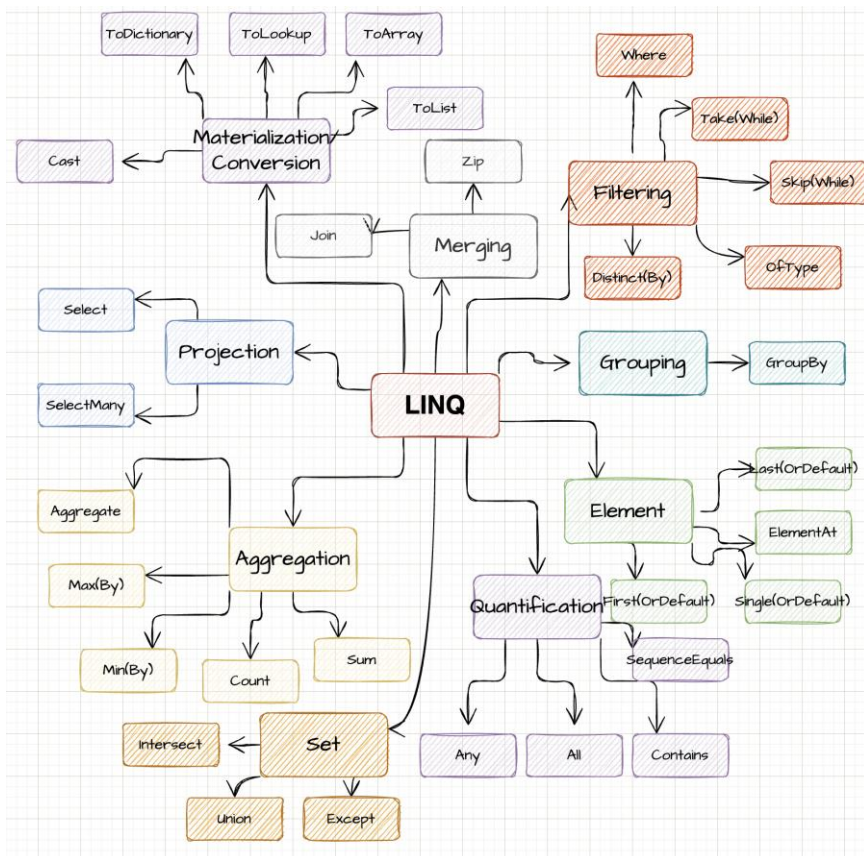 ToDictionary
ToLookup
ToArray
ToList
Materialization/
Conversion
Cast
Where
Take(While)
Zip
Filtering
Skip(While)
Join
Merging
Distinct(By)
OfType
Select
Projection
Grouping
GroupBy
SelectMany
LINQ
Last(OrDefault)
Aggregate
Element
ElementAt
Aggregation
Max(By)
Quantification
First(OrDefault)
Single(OrDefault)
Min(By)
Count
Sum
SequenceEquals
Intersect
Set
Any
All
Contains
Union
Except